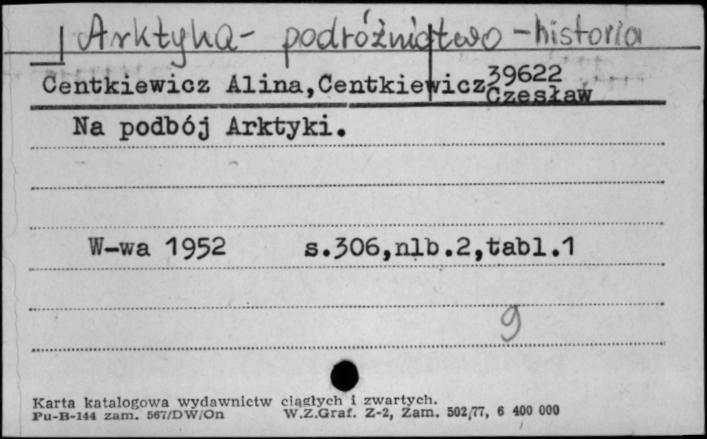 Arktyka - podróżnictwo - historia
39622
Centkiewicz Alina,Centkiewicz Czesław
Na podbój Arktyki.
W-wa 1952 s.306,nlb.2,tabl.1
9
Karta katalogowa wydawnictw ciągłych i zwartych.
Pu-B-144 zam. 567/DW/On W.Z.Graf. Z-2, Zam. 502/77, 6 400 000